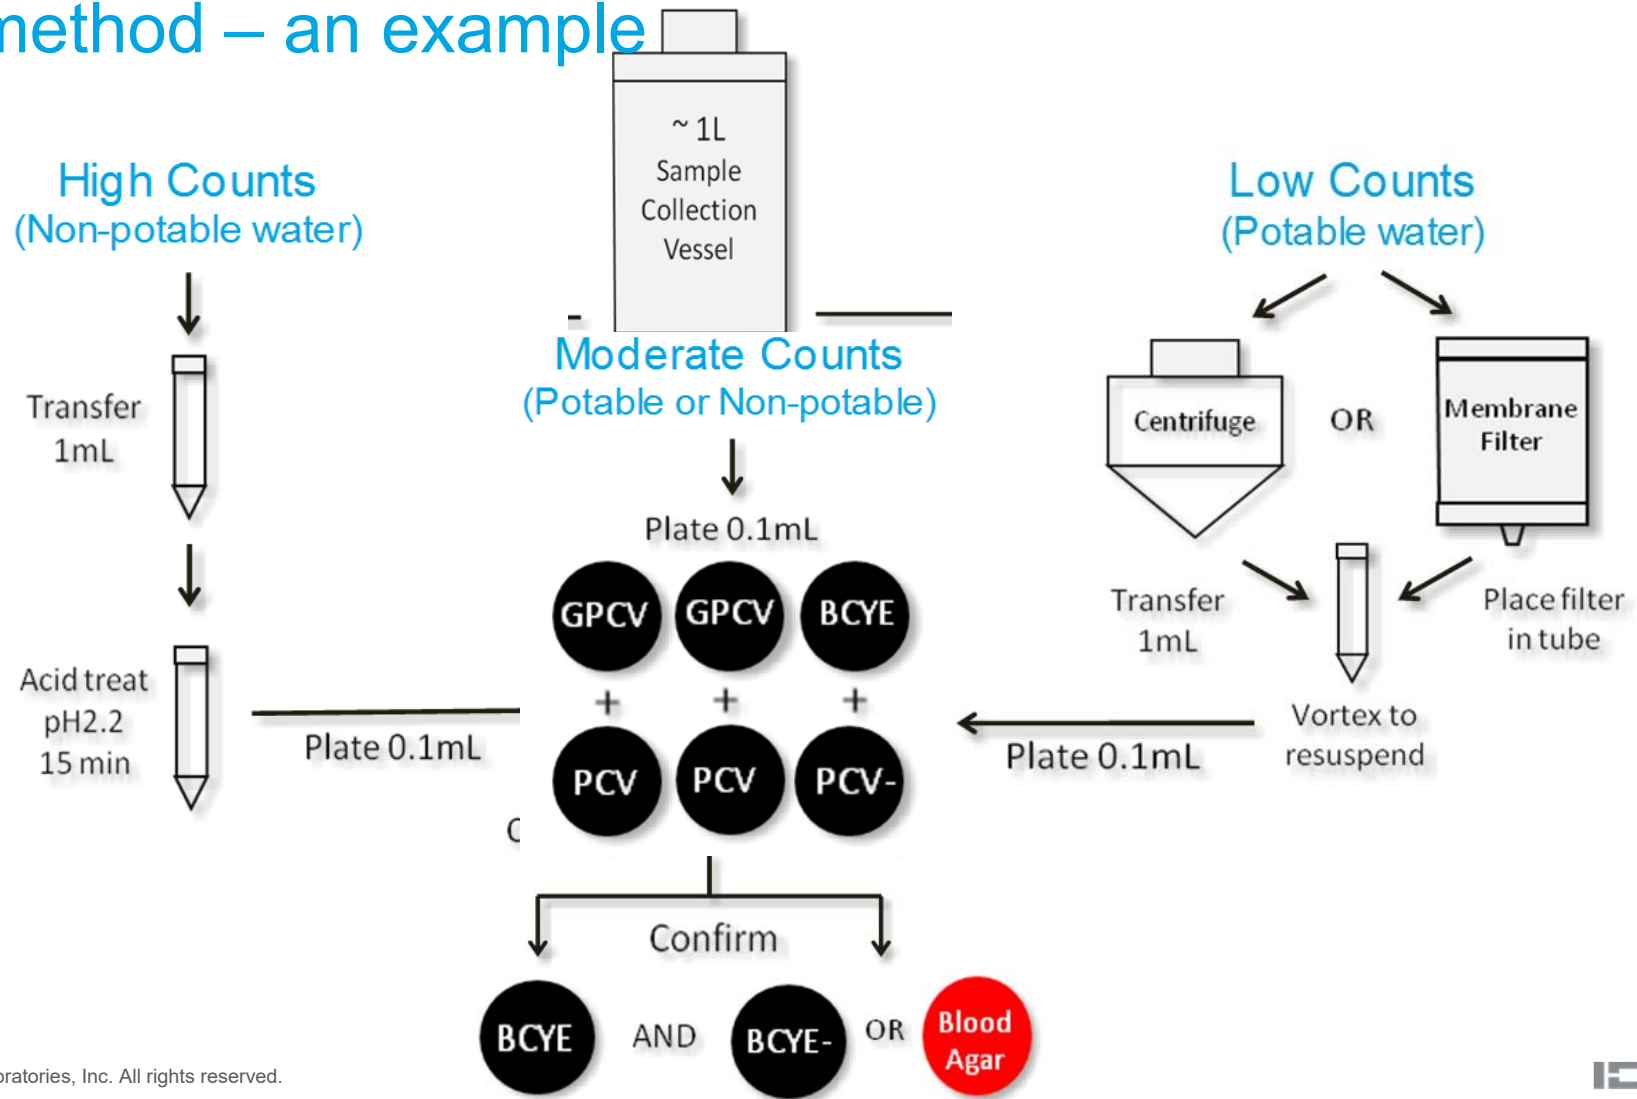 method – an example
~ 1L
Sample
Collection
Vessel
High Counts
(Non-potable water)
Low Counts
(Potable water)
Moderate Counts
(Potable or Non-potable)
Transfer
1mL
Centrifuge
OR
Membrane
Filter
Plate 0.1mL
GPCV
GPCV
BCYE
+
+
+
PCV
PCV
PCV-
Acid treat
pH2.2
15 min
Plate 0.1mL
Transfer
1mL
Place filter
in tube
Vortex to
resuspend
Plate 0.1mL
Confirm
BCYE
AND
BCYE-
OR
Blood
Agar
oratories, Inc. All rights reserved.